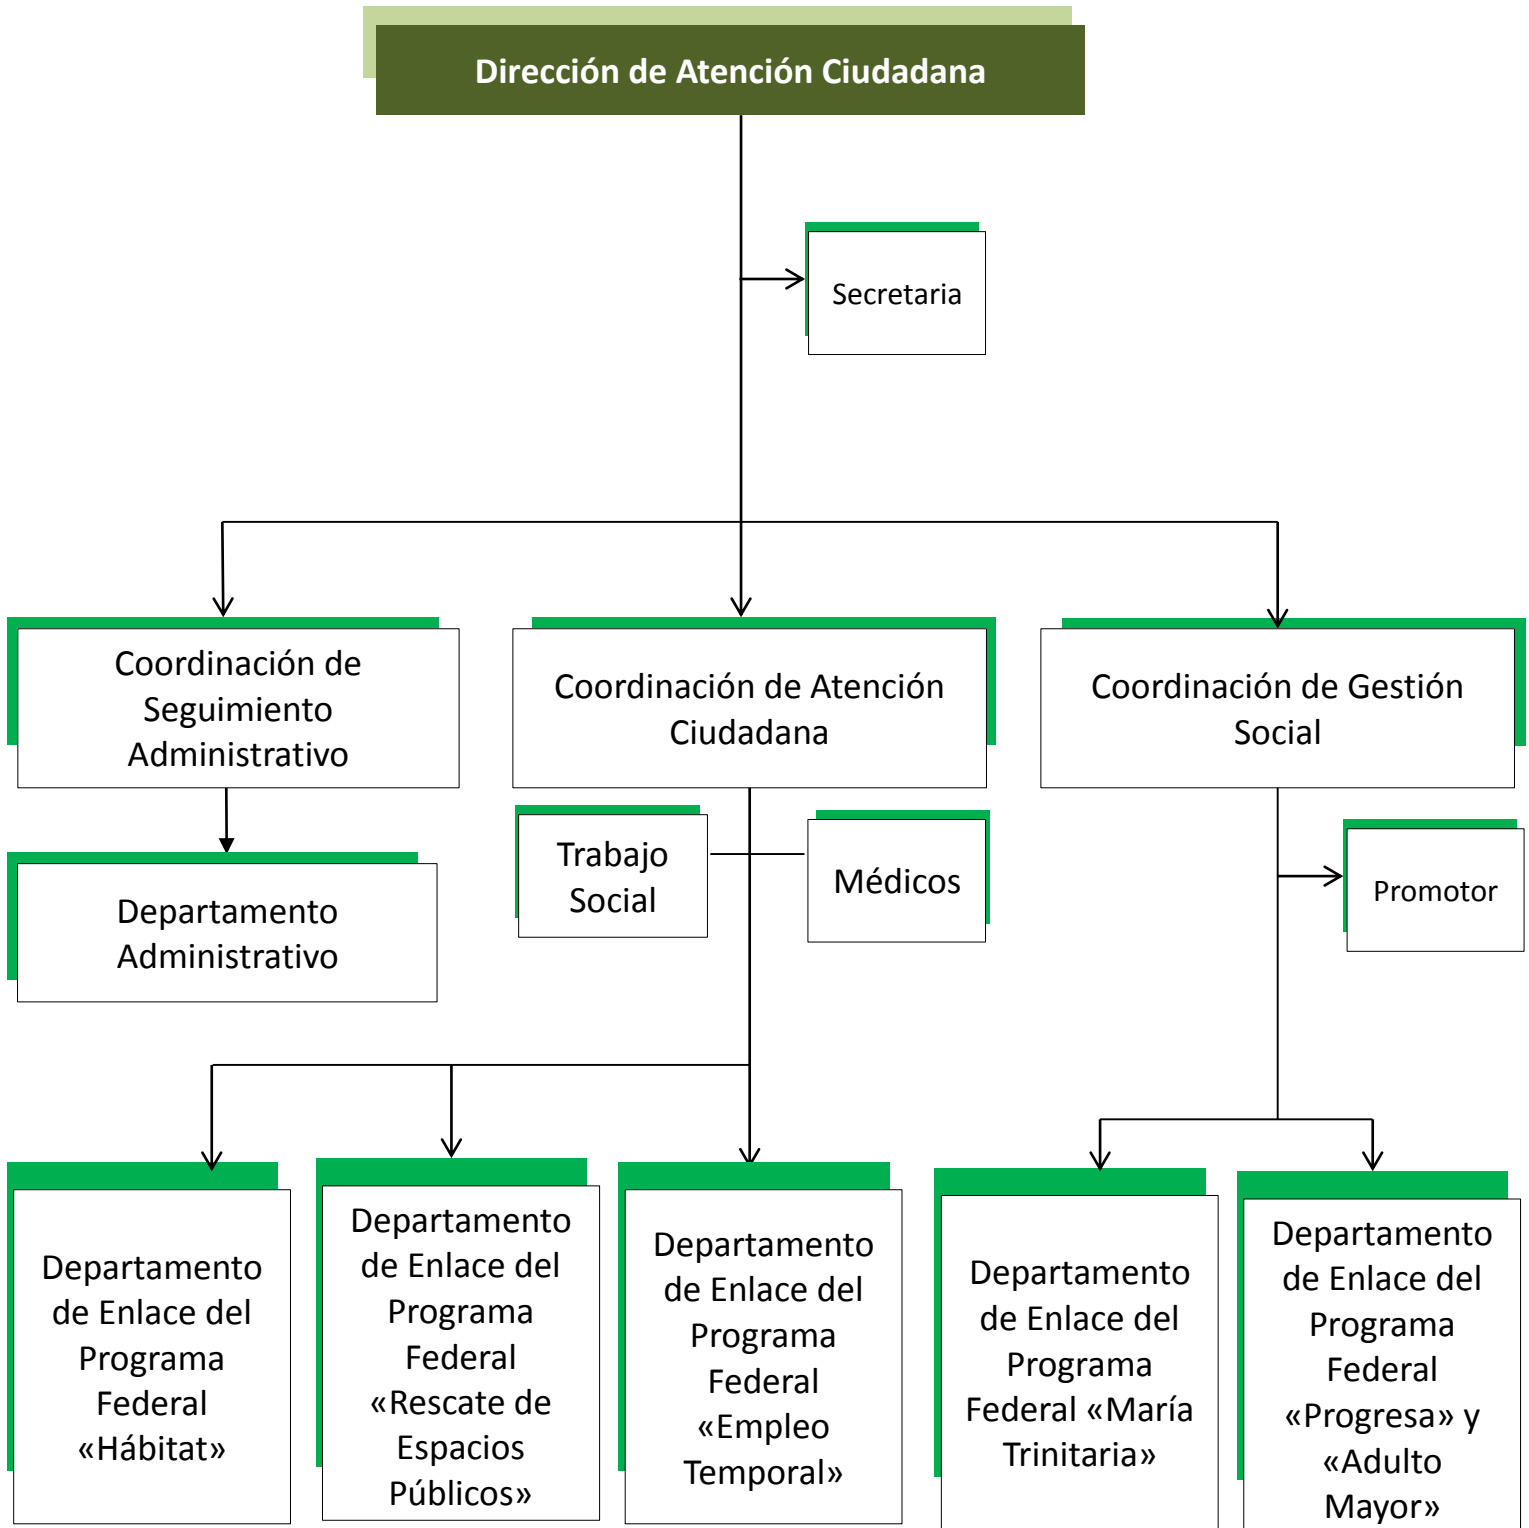 Dirección de Atención Ciudadana
Secretaria
Coordinación de
Seguimiento
Administrativo
Coordinación de Atención
Ciudadana
Coordinación de Gestión
Social
Trabajo
Social
Médicos
Promotor
Departamento
Administrativo
Departamento
de Enlace del
Programa
Federal
«Hábitat»
Departamento
de Enlace del
Programa
Federal
«Rescate de
Espacios
Públicos»
Departamento
de Enlace del
Programa
Federal
«Empleo
Temporal»
Departamento
de Enlace del
Programa
Federal «María
Trinitaria»
Departamento
de Enlace del
Programa
Federal
«Progresa» y
«Adulto
Mayor»